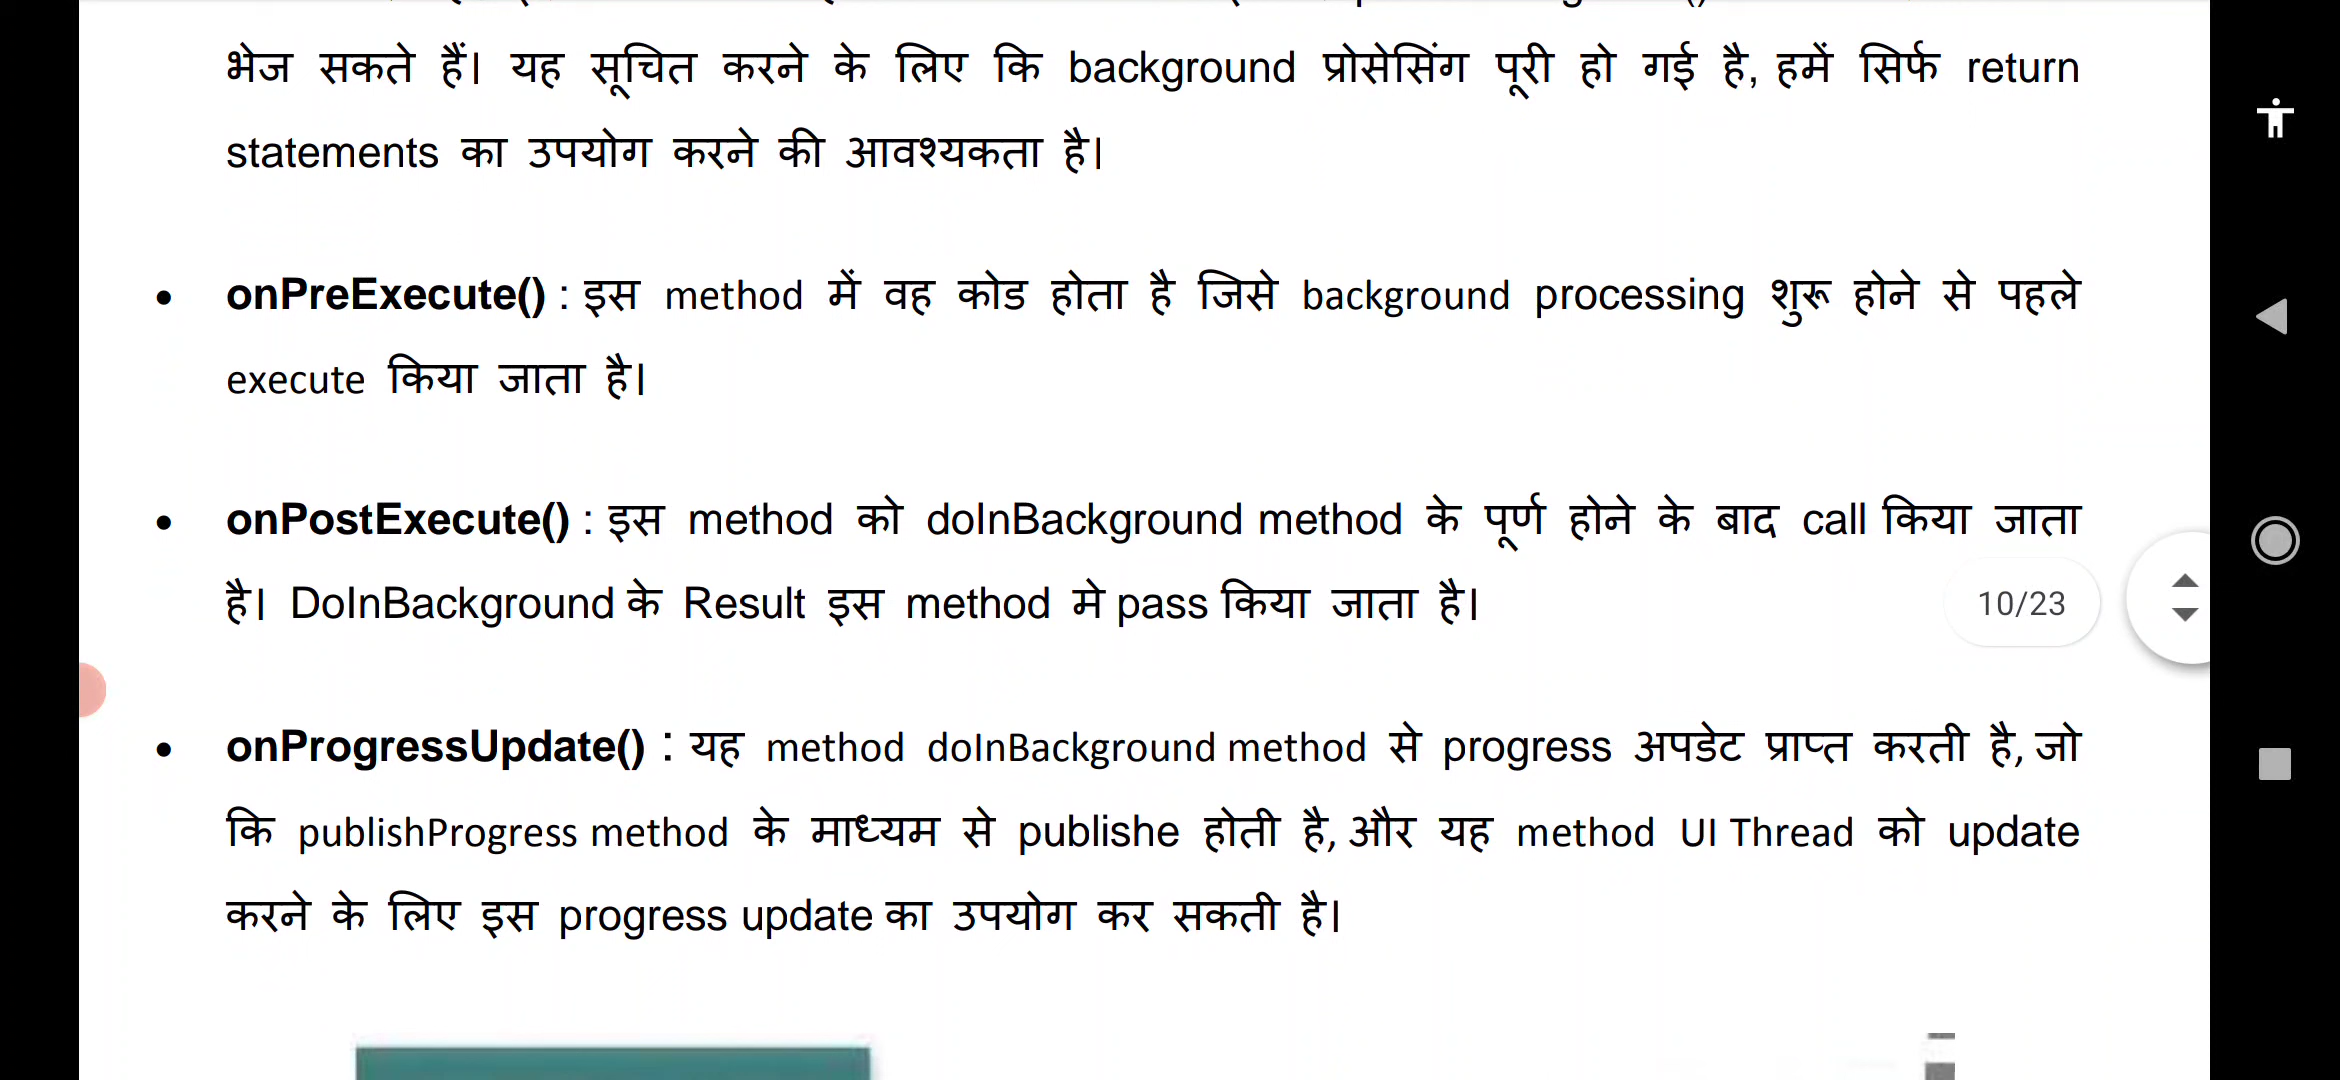 भेज सकते हैं। यह सूचित करने के लिए कि background प्रोसेसिंग पूरी हो गई है, हमें सिर्फ return
statements का उपयोग करने की आवश्यकता है।
• onPreExecute() : इस method में वह कोड होता है जिसे background processing शुरू होने से पहले
execute किया जाता है।
• onPostExecute() : इस method को doInBackground method के पूर्ण होने के बाद call किया जाता
है। DoInBackground के Result इस method मे pass किया जाता है।
10/23
• onProgressUpdate() : यह method doInBackground method से progress अपडेट प्राप्त करती है, जो
कि publishProgress method के माध्यम से publishe होती है, और यह method UI Thread को update
करने के लिए इस progress update का उपयोग कर सकती है।